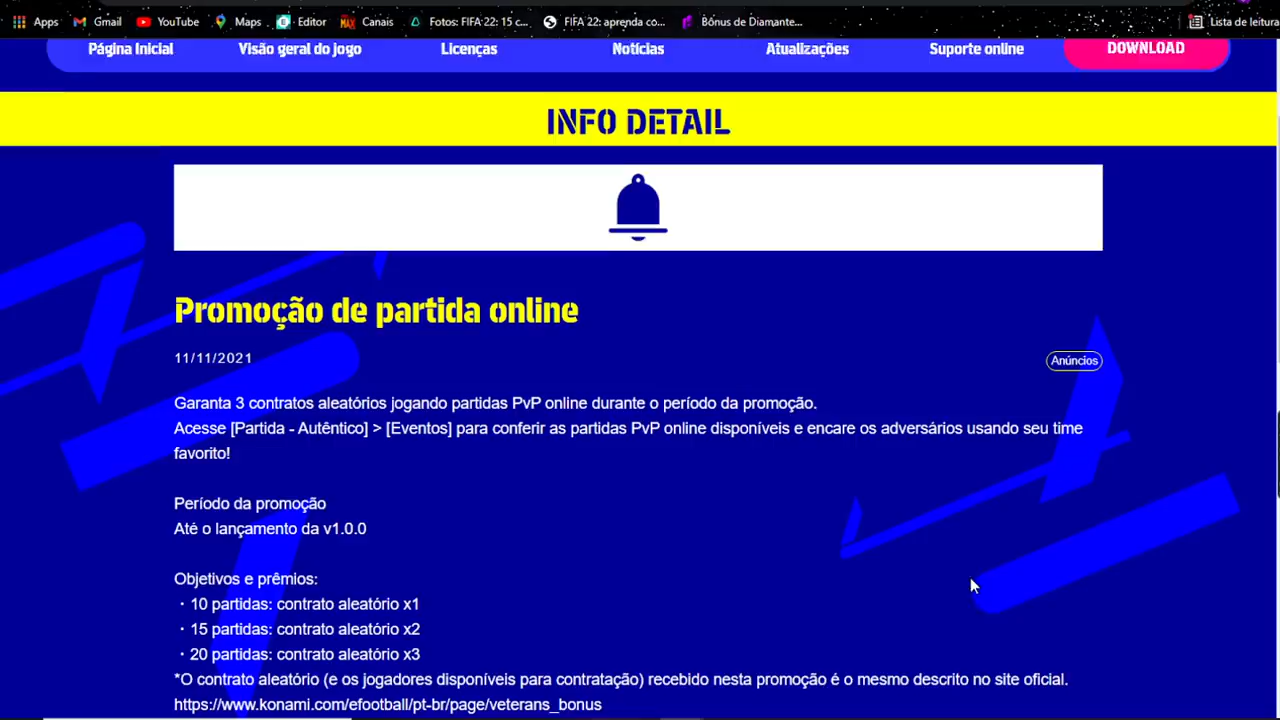 Apps Gmail YouTube Maps Editor Canais Fotos: FIFA 22: 15 c... FIFA 22: aprenda co... Bônus de Diamante... Lista de leitura
Página Inicial Visão geral do jogo Licenças Notícias Atualizações Suporte online DOWNLOAD
INFO DETAIL
Promoção de partida online
11/11/2021 Anúncios
Garanta 3 contratos aleatórios jogando partidas PvP online durante o período da promoção.
Acesse [Partida - Autêntico] > [Eventos] para conferir as partidas PvP online disponíveis e encare os adversários usando seu time
favorito!
Período da promoção
Até o lançamento da v1.0.0
Objetivos e prêmios:
・10 partidas: contrato aleatório x1
・15 partidas: contrato aleatório x2
・20 partidas: contrato aleatório x3
*O contrato aleatório (e os jogadores disponíveis para contratação) recebido nesta promoção é o mesmo descrito no site oficial.
https://www.konami.com/efootball/pt-br/page/veterans_bonus